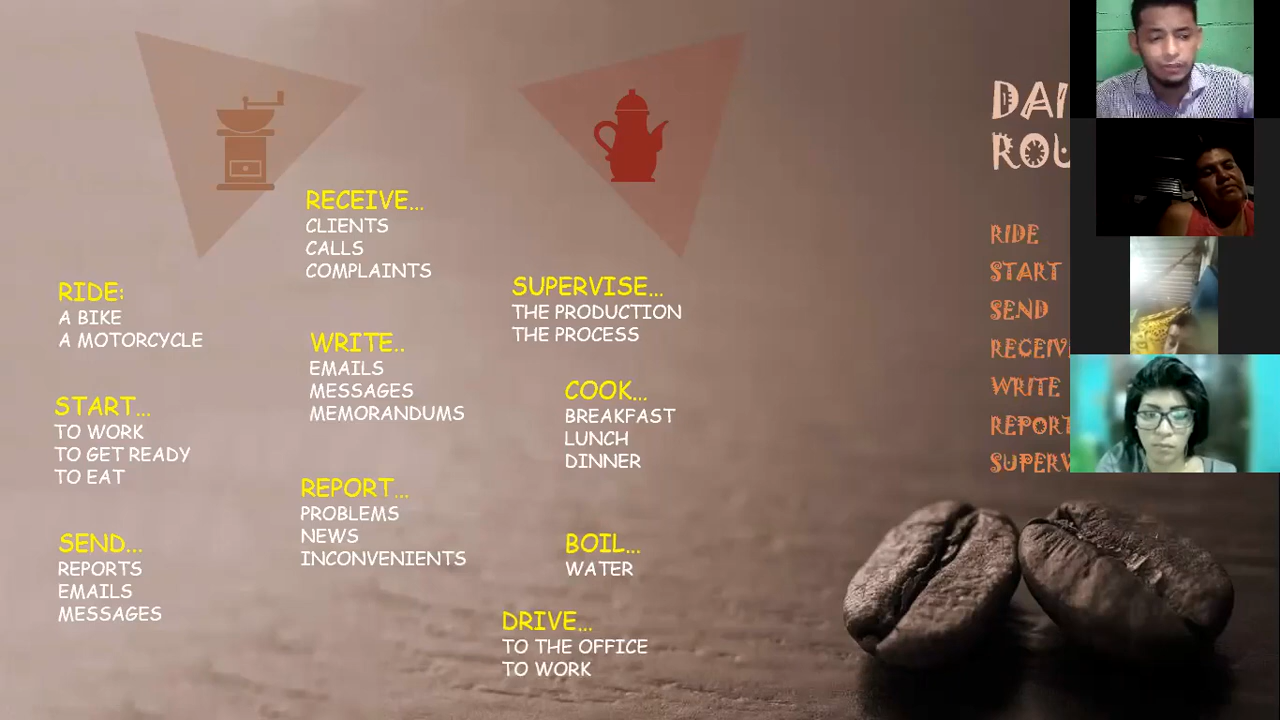 RECEIVE...
CLIENTS
CALLS
COMPLAINTS
RIDE:
A BIKE
A MOTORCYCLE
WRITE..
EMAILS
MESSAGES
MEMORANDUMS
SUPERVISE...
THE PRODUCTION
THE PROCESS
START...
TO WORK
TO GET READY
TO EAT
COOK...
BREAKFAST
LUNCH
DINNER
REPORT...
PROBLEMS
NEWS
INCONVENIENTS
SEND...
REPORTS
EMAILS
MESSAGES
BOIL...
WATER
DRIVE...
TO THE OFFICE
TO WORK
RIDE
START
SEND
WRITE
REPORT